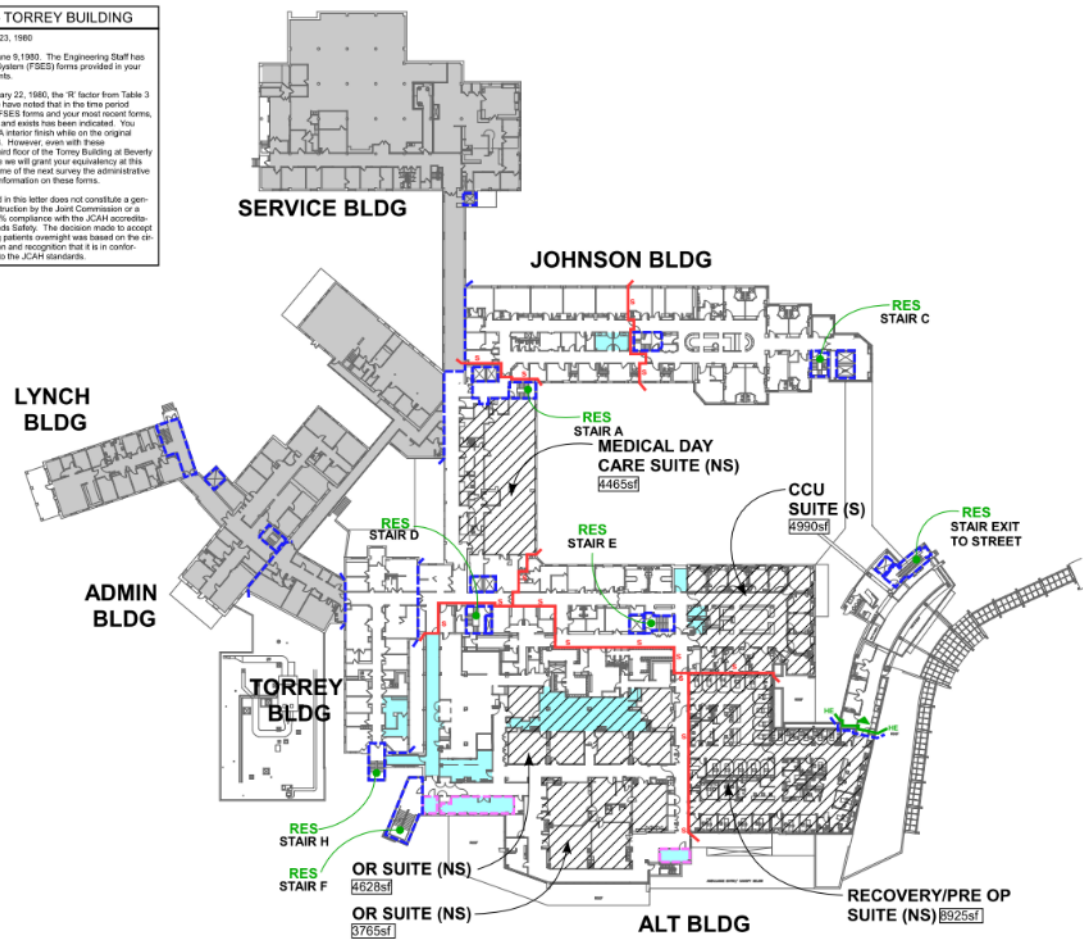 TORREY BUILDING
23, 1980
ne 9,1980. The Engineering Staff has
ystem (FSES) forms provided in your
nts.
ary 22, 1980, the 'R' factor from Table 3
have noted that in the time period
FSES forms and your most recent forms,
and exists has been indicated. You
A interior finish while on the original
. However, even with these
ird floor of the Torrey Building at Beverly
e we will grant your equivalency at this
me of the next survey the administrative
nformation on these forms.
d in this letter does not constitute a gen-
truction by the Joint Commission or a
% compliance with the JCAH accredita-
ds Safety. The decision made to accept
g patients overnight was based on the cir-
on and recognition that it is in confor-
o the JCAH standards.
SERVICE BLDG
JOHNSON BLDG
RES
STAIR C
LYNCH
BLDG
RES
STAIR A
MEDICAL DAY
CARE SUITE (NS)
4465sf
CCU
SUITE (S)
4990sf
RES
STAIR EXIT
TO STREET
RES
STAIR D
RES
STAIR E
ADMIN
BLDG
TORREY
BLDG
HE
HE
S
S
S
S
S
S
S
S
S
S
S
S
S
RES
STAIR H
RES
STAIR F
OR SUITE (NS)
4628sf
OR SUITE (NS)
3765sf
ALT BLDG
RECOVERY/PRE OP
SUITE (NS) 8925sf